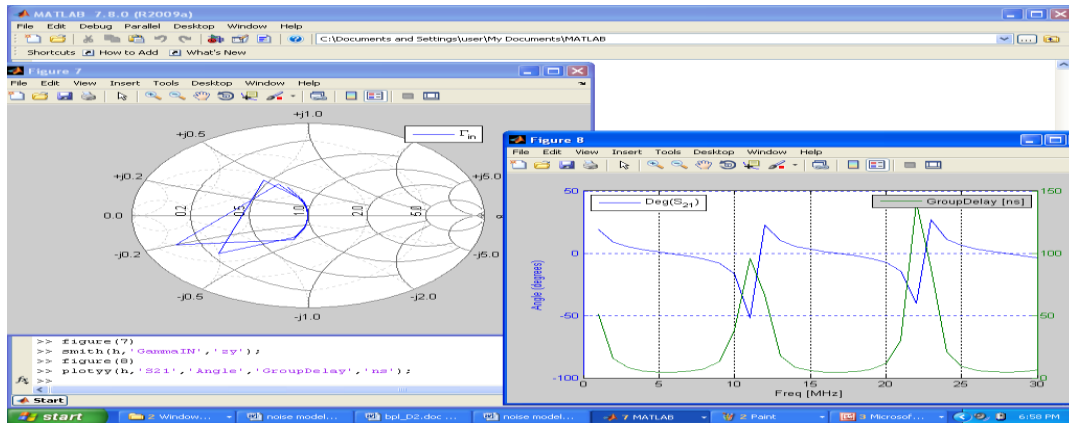 MATLAB 7.8.0 (R2009a)
File Edit Debug Parallel Desktop Window Help
C:\Documents and Settings\user\My Documents\MATLAB
Shortcuts How to Add What's New
Figure 7
File Edit View Insert Tools Desktop Window Help
+j1.0
+j0.5
Γin
+j0.2
+j5.0
0.0
0.2
0.5
1.0
-j0.2
-j5.0
-j0.5
-j2.0
-j1.0
>> figure(7)
>> smith(h,'GammaIN','zy');
>> figure(8)
>> plotyy(h,'S21','Angle','GroupDelay','ns');
fx >>
Start
Figure 8
File Edit View Insert Tools Desktop Window Help
50
150
Deg(S21)
GroupDelay [ns]
0
100
Angle (degrees)
-50
50
-100
0
0 5 10 15 20 25 30
Freq [MHz]
start
2 Window...
noise model...
bpl_D2.doc ...
noise model...
7 MATLAB
2 Paint
3 Microsof...
6:58 PM